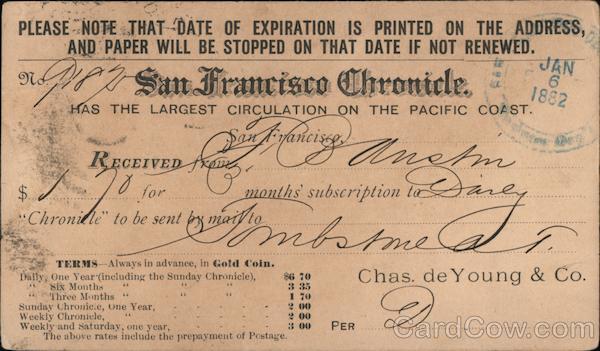 PLEASE NOTE THAT DATE OF EXPIRATION IS PRINTED ON THE ADDRESS,
AND PAPER WILL BE STOPPED ON THAT DATE IF NOT RENEWED.
No. San Francisco Chronicle.
JAN
6
1882
HAS THE LARGEST CIRCULATION ON THE PACIFIC COAST.
San Francisco,
RECEIVED from Austin
$1 70 for 3 months' subscription to Daily
"Chronicle" to be sent by mail to
Tombstone A. T.
TERMS—Always in advance, in Gold Coin.
Daily, One Year (including the Sunday Chronicle), $6 70
" Six Months " " 3 35
" Three Months " " 1 70
Sunday Chronicle, One Year, " 2 00
Weekly Chronicle, " " 2 00
Weekly and Saturday, one year, " 3 00
The above rates include the prepayment of Postage.
Chas. de Young & Co.
PER D
CardCow.com